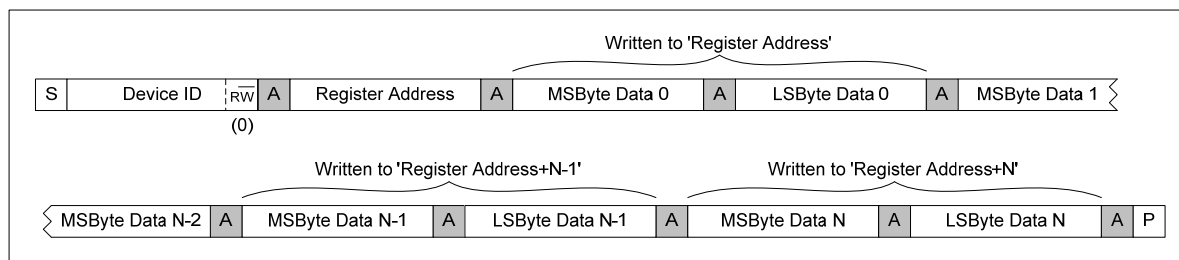 Written to 'Register Address'
S Device ID RW A Register Address A MSByte Data 0 A LSByte Data 0 A MSByte Data 1
(0)
Written to 'Register Address+N-1' Written to 'Register Address+N'
MSByte Data N-2 A MSByte Data N-1 A LSByte Data N-1 A MSByte Data N A LSByte Data N A P